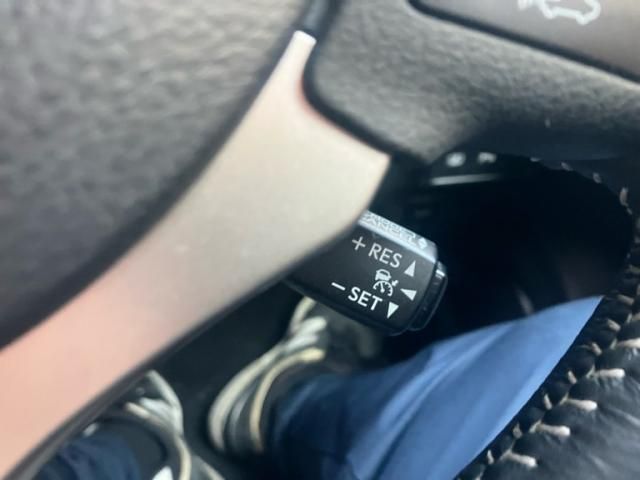 + RES
− SET